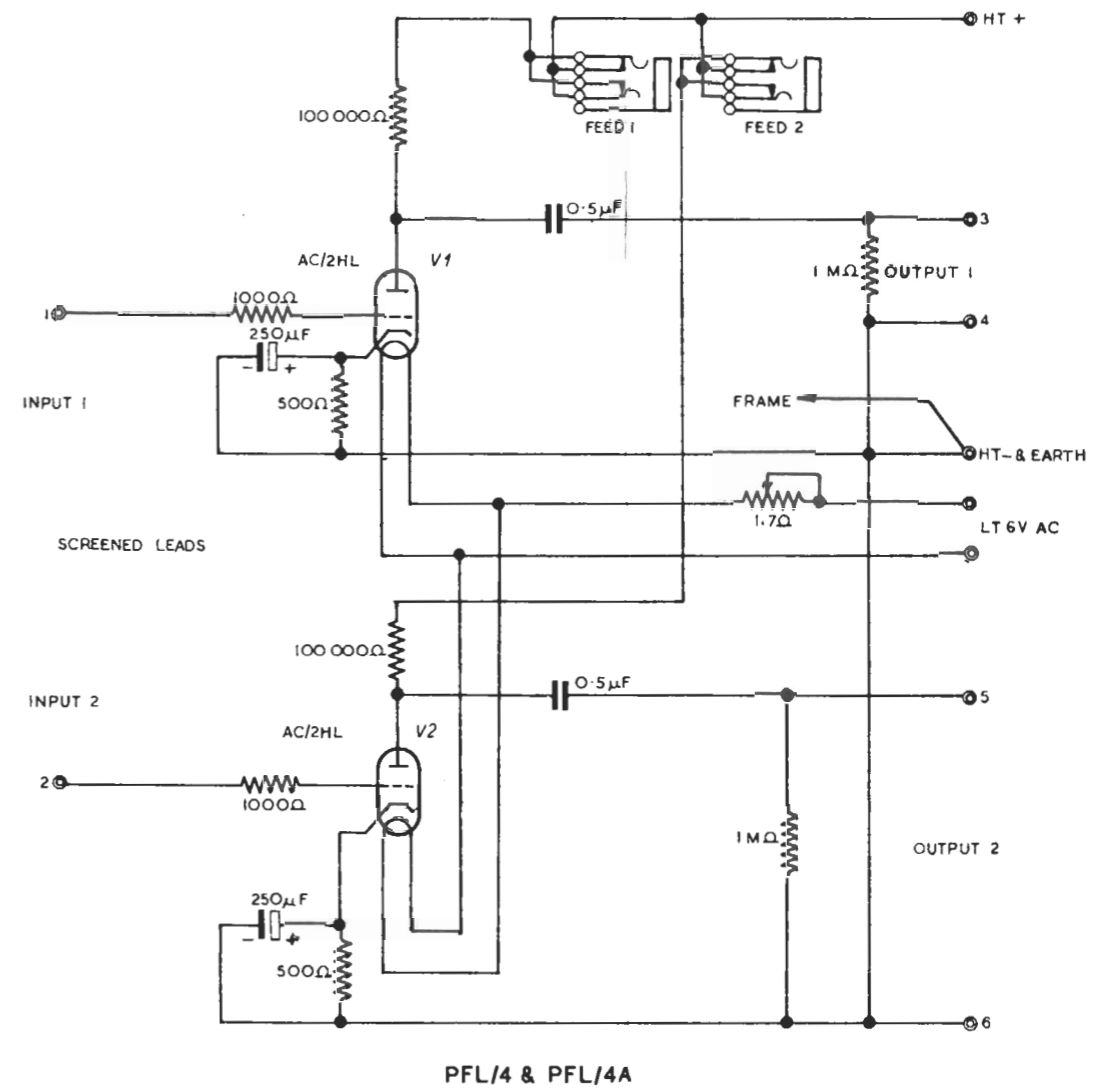 HT +
FEED 1
FEED 2
100 000Ω
0·5μF
3
AC/2HL
V1
1 MΩ
OUTPUT 1
1
1000Ω
250μF
- +
4
500Ω
INPUT 1
FRAME
HT-& EARTH
1.7Ω
LT 6V AC
SCREENED LEADS
100 000Ω
0·5μF
INPUT 2
5
AC/2HL
V2
2
1000Ω
1 MΩ
OUTPUT 2
250μF
- +
500Ω
6
PFL/4 & PFL/4A